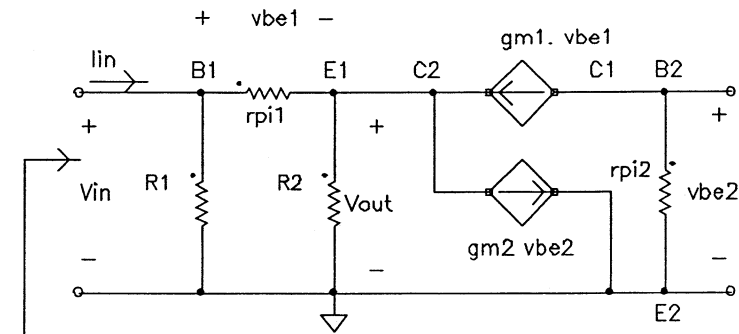 + vbe1 -
gm1. vbe1
Iin
B1
E1
C2
C1
B2
rpi1
+
+
+
R1
R2
rpi2
Vin
Vout
vbe2
gm2 vbe2
-
-
-
E2